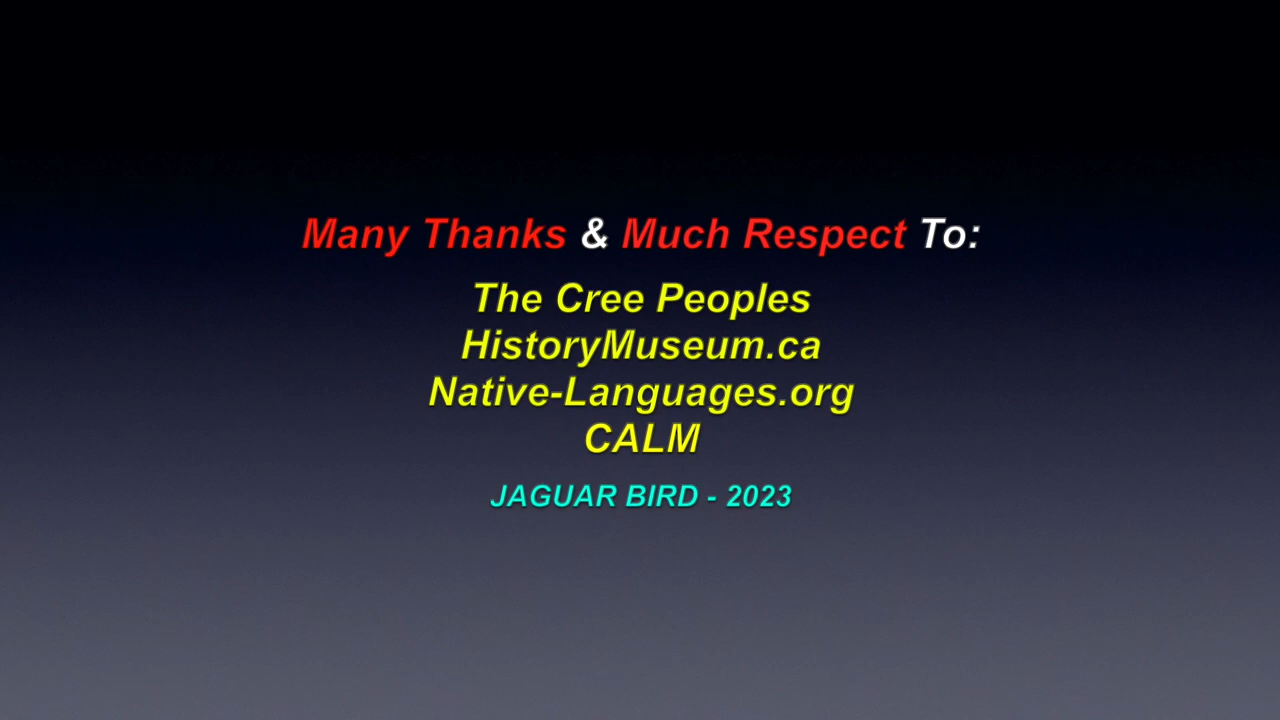 Many Thanks & Much Respect To:
The Cree Peoples
HistoryMuseum.ca
Native-Languages.org
CALM
JAGUAR BIRD - 2023